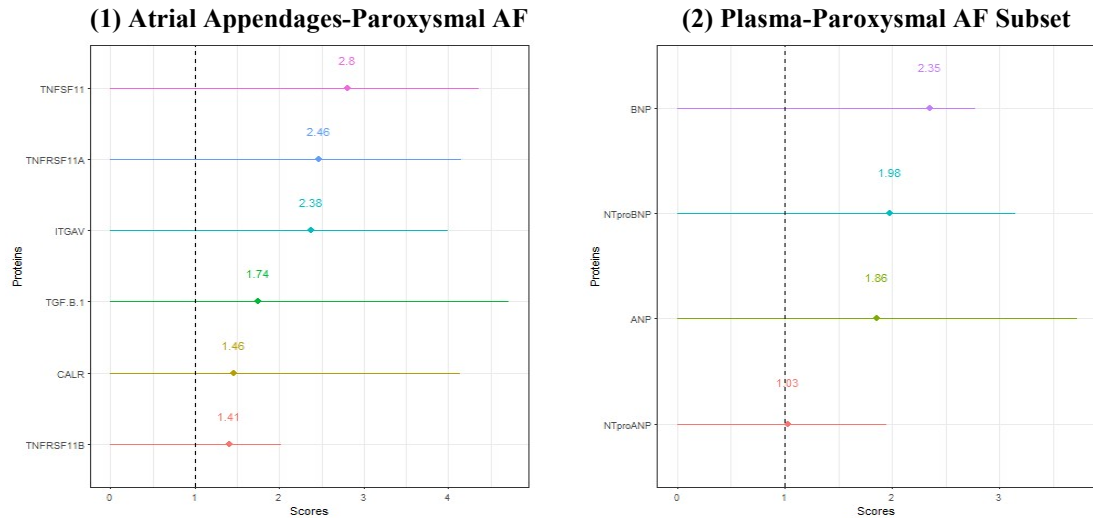 (1) Atrial Appendages-Paroxysmal AF
2.8
TNFSF11
2.46
TNFRSF11A
2.38
ITGAV
Proteins
1.74
TGF.B.1
1.46
CALR
1.41
TNFRSF11B
0 1 2 3 4
Scores
(2) Plasma-Paroxysmal AF Subset
2.35
BNP
1.98
NTproBNP
Proteins
1.86
ANP
1.03
NTproANP
0 1 2 3
Scores